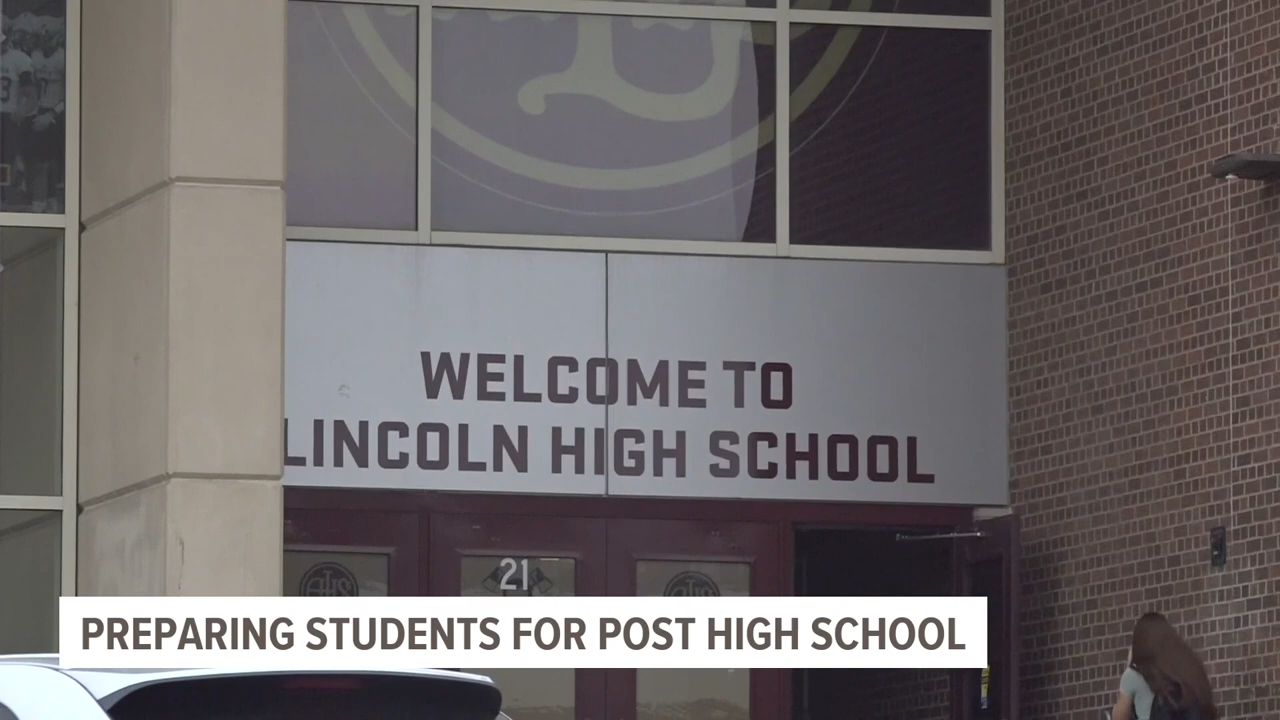 WELCOME TO
LINCOLN HIGH SCHOOL
21
PREPARING STUDENTS FOR POST HIGH SCHOOL